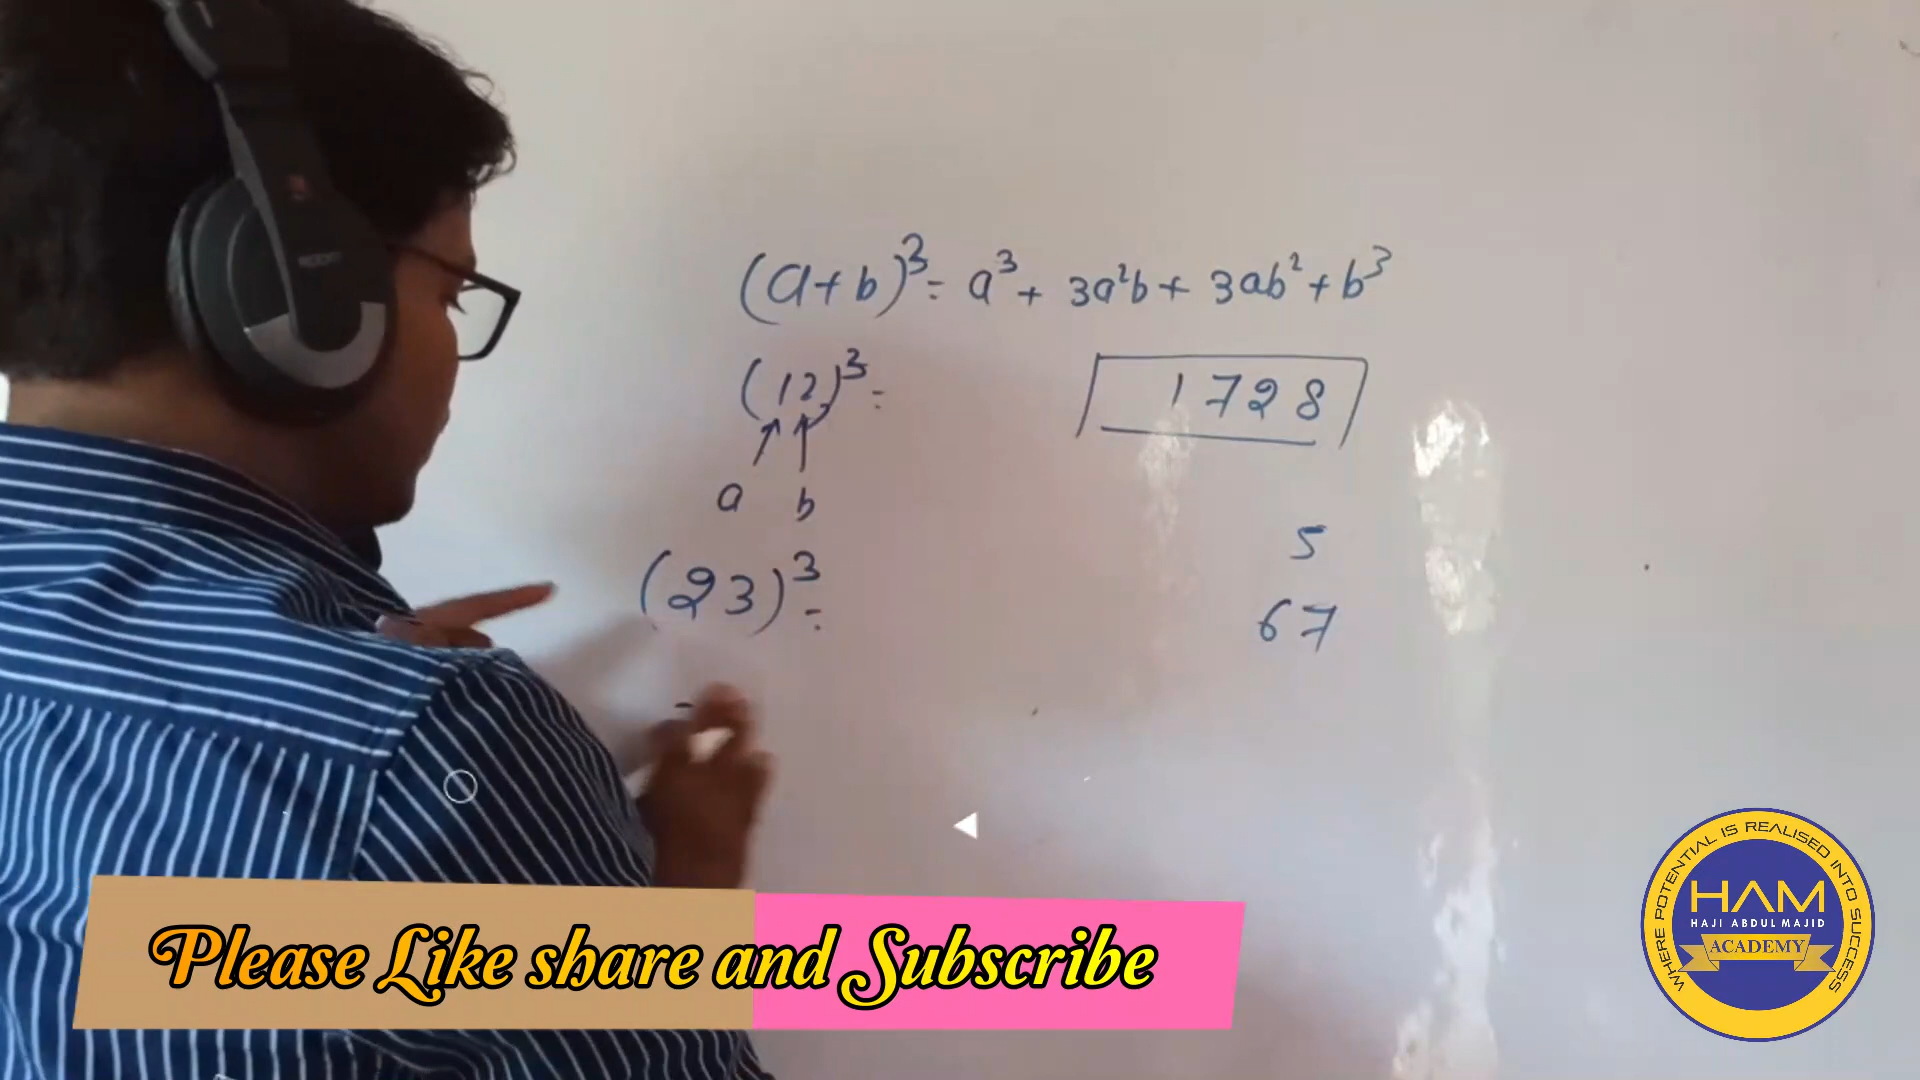 (a+b)³ = a³ + 3a²b + 3ab² + b³
(12)³ =
1728
a b
5
(23)³ =
67
Please Like share and Subscribe
WHERE POTENTIAL IS REALISED INTO SUCCESS
HAM
HAJI ABDUL MAJID
ACADEMY